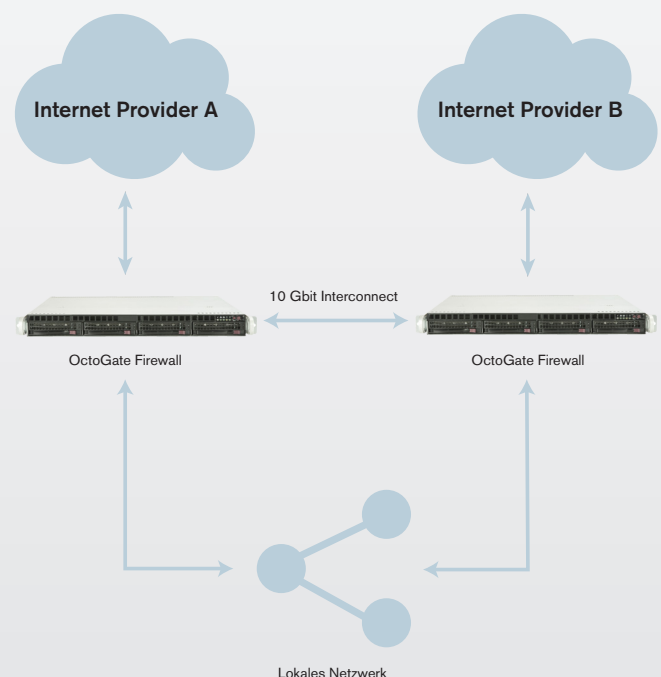 Internet Provider A
Internet Provider B
10 Gbit Interconnect
OctoGate Firewall
OctoGate Firewall
Lokales Netzwerk